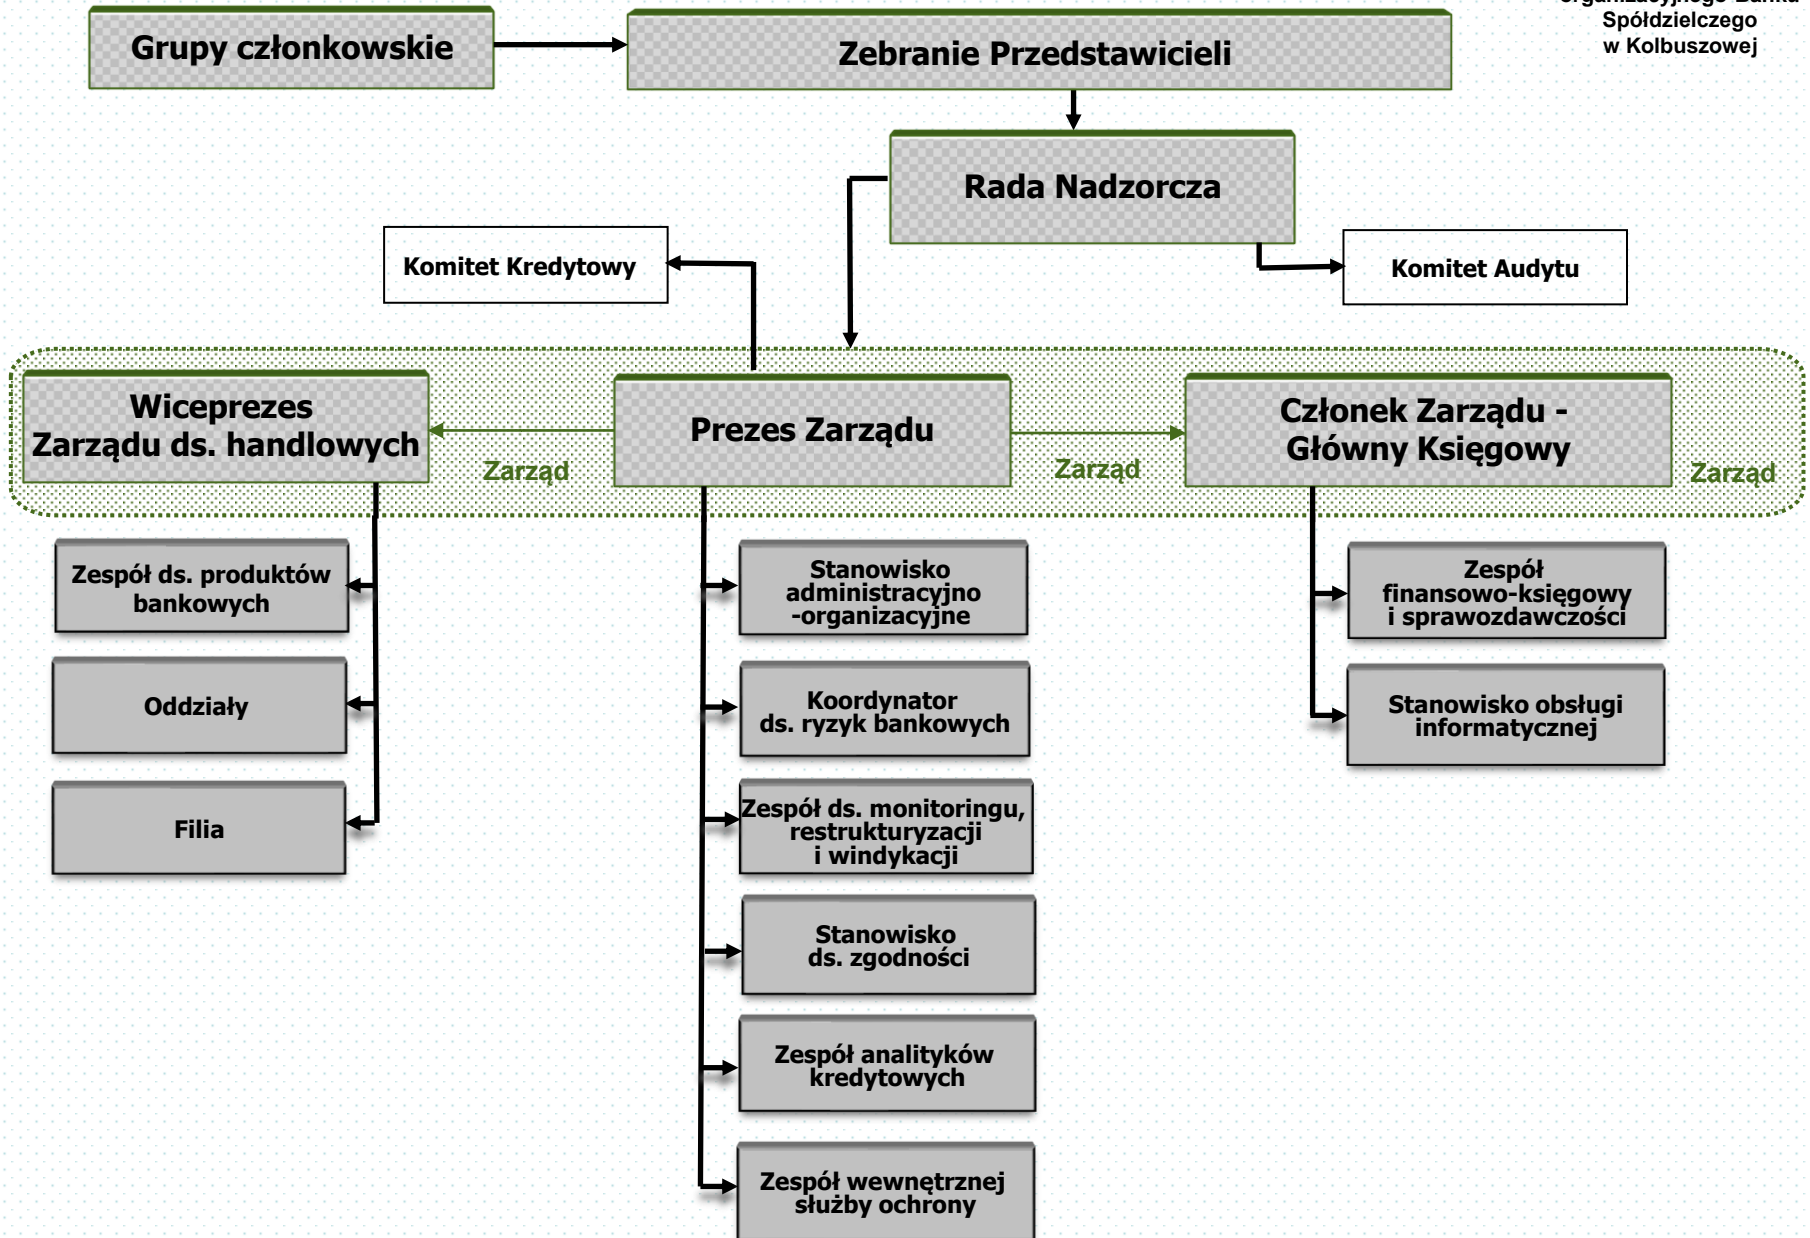 organizacyjnego Banku
Spółdzielczego
w Kolbuszowej
Grupy członkowskie
Zebranie Przedstawicieli
Rada Nadzorcza
Komitet Kredytowy
Komitet Audytu
Wiceprezes
Zarządu ds. handlowych
Zarząd
Prezes Zarządu
Zarząd
Członek Zarządu -
Główny Księgowy
Zarząd
Zespół ds. produktów
bankowych
Oddziały
Filia
Stanowisko
administracyjno
-organizacyjne
Koordynator
ds. ryzyk bankowych
Zespół ds. monitoringu,
restrukturyzacji
i windykacji
Stanowisko
ds. zgodności
Zespół analityków
kredytowych
Zespół wewnętrznej
służby ochrony
Zespół
finansowo-księgowy
i sprawozdawczości
Stanowisko obsługi
informatycznej